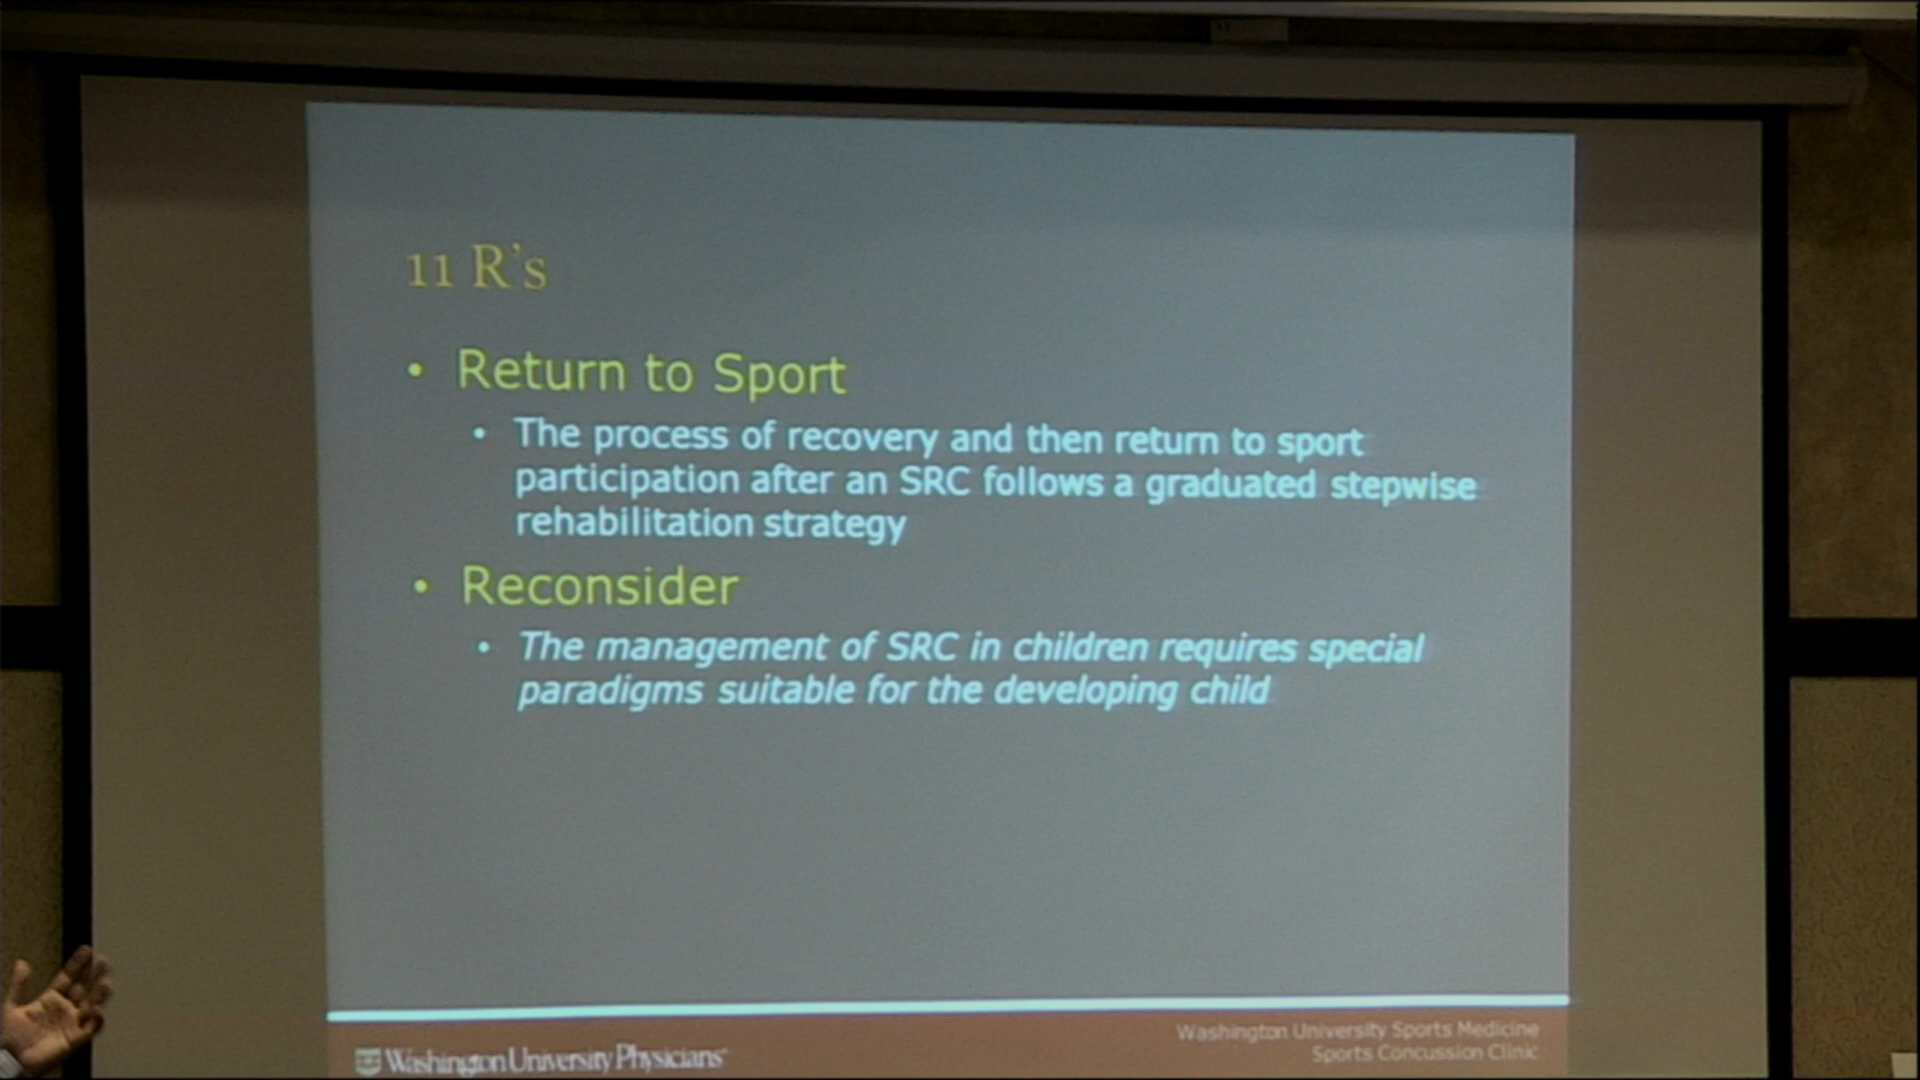 11 R's
• Return to Sport
• The process of recovery and then return to sport
participation after an SRC follows a graduated stepwise
rehabilitation strategy
• Reconsider
• The management of SRC in children requires special
paradigms suitable for the developing child
Washington University Physicians
Washington University Sports Medicine
Sports Concussion Clinic